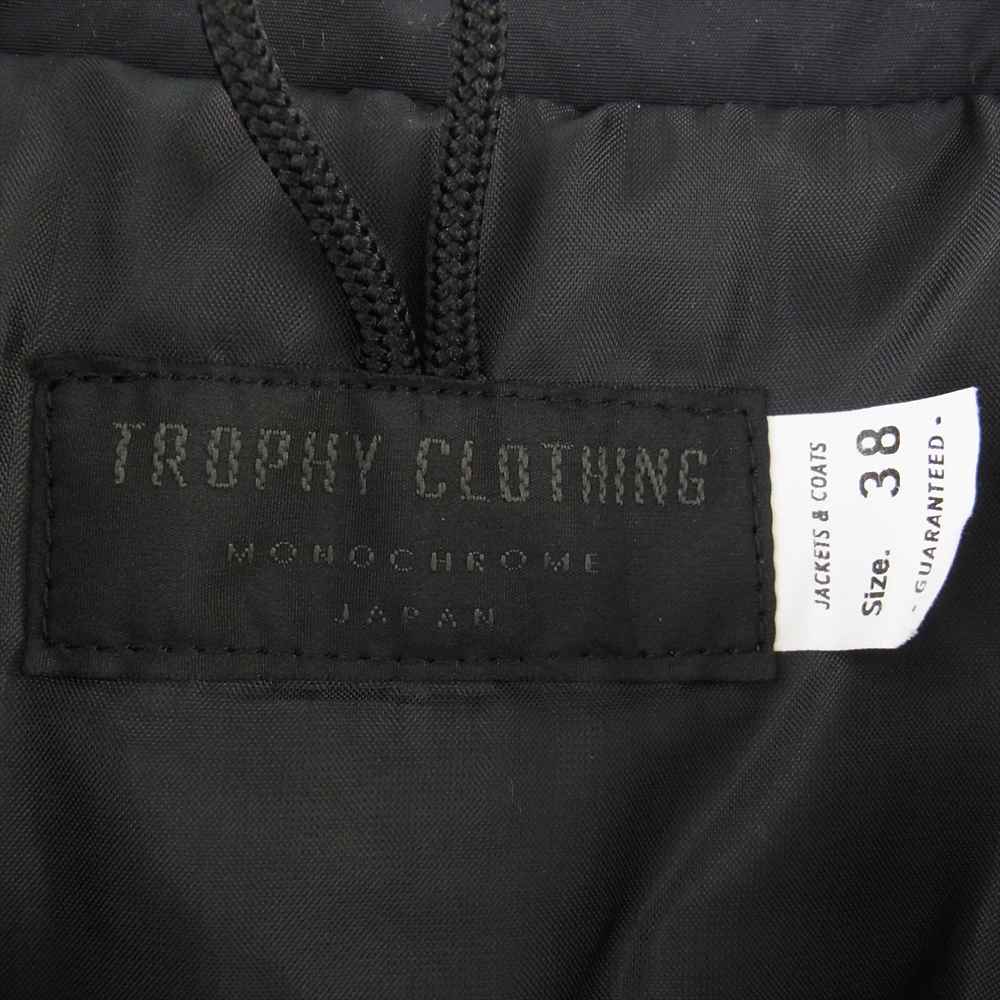 TROPHY CLOTHING
MONOCHROME
JAPAN
JACKETS & COATS
Size. 38
- GUARANTEED -